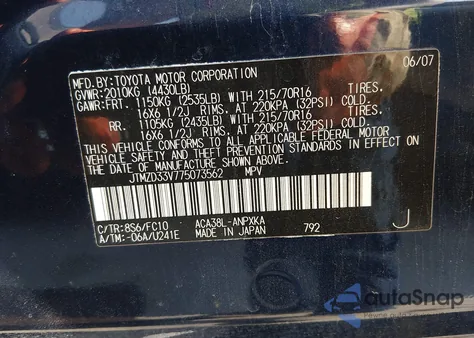 MFD.BY: TOYOTA MOTOR CORPORATION 06/07
GVWR: 2010KG (4430LB)
GAWR:FRT. 1150KG (2535LB) WITH 215/70R16 TIRES.
16X6 1/2J RIMS, AT 220KPA (32PSI) COLD
RR. 1105KG (2435LB) WITH 215/70R16 TIRES.
16X6 1/2J RIMS, AT 220KPA (32PSI) COLD
THIS VEHICLE CONFORMS TO ALL APPLICABLE FEDERAL MOTOR
VEHICLE SAFETY AND THEFT PREVENTION STANDARDS IN EFFECT ON
THE DATE OF MANUFACTURE SHOWN ABOVE.
JTMZD33V775073562 MPV
C/TR:8S6/FC10 ACA38L-ANPXKA
A/TM:-06A/U241E MADE IN JAPAN 792 J
autaSnap